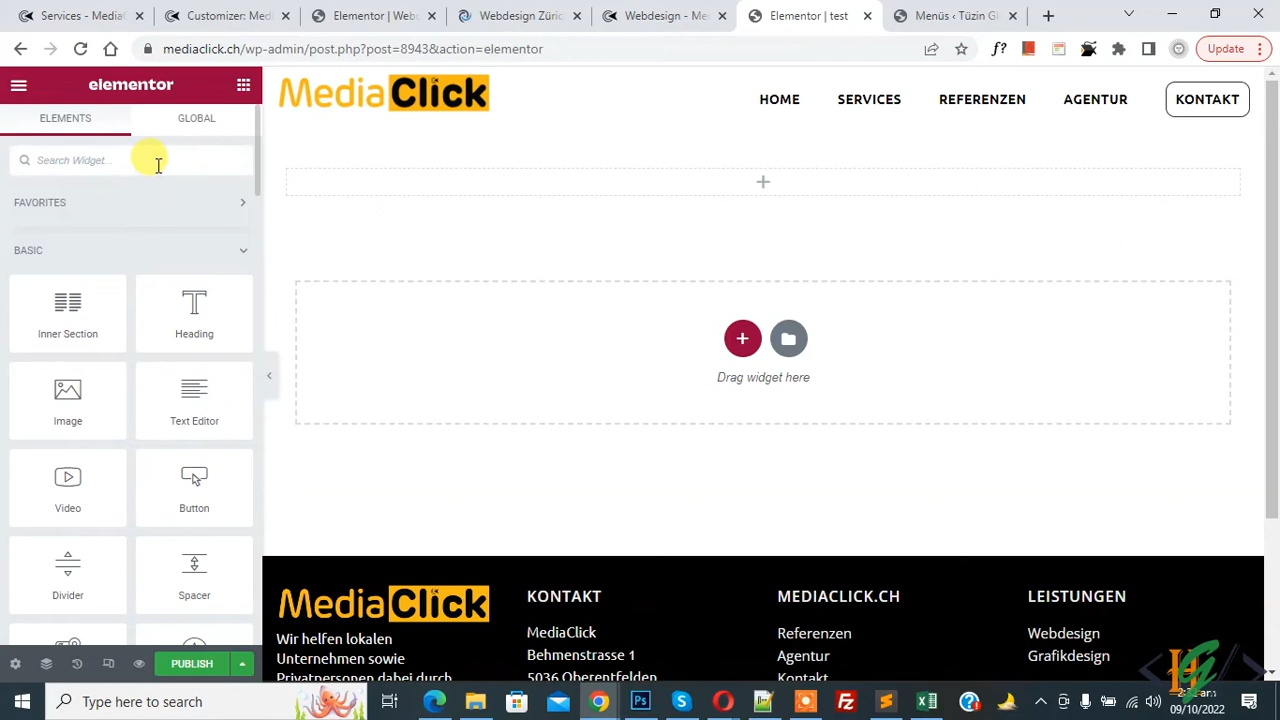 Services - MediaC
Customizer: Medi
Elementor | Web
Webdesign Züric
Webdesign - Me
Elementor | test
Menüs ‹ Tüzin Gl
mediaclick.ch/wp-admin/post.php?post=8943&action=elementor
f?
Update
elementor
ELEMENTS
GLOBAL
Search Widget...
FAVORITES
BASIC
Inner Section
Heading
Image
Text Editor
Video
Button
Divider
Spacer
PUBLISH
MediaClick
HOME
SERVICES
REFERENZEN
AGENTUR
KONTAKT
Drag widget here
MediaClick
Wir helfen lokalen
Unternehmen sowie
Privatpersonen dabei durch
KONTAKT
MediaClick
Behmenstrasse 1
5036 Oberentfelden
MEDIACLICK.CH
Referenzen
Agentur
Kontakt
LEISTUNGEN
Webdesign
Grafikdesign
Type here to search
09/10/2022